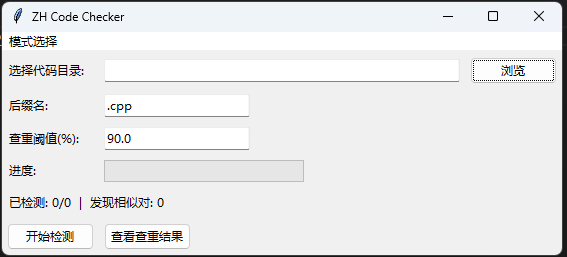 ZH Code Checker
模式选择
选择代码目录: 浏览
后缀名: .cpp
查重阈值(%): 90.0
进度:
已检测: 0/0 | 发现相似对: 0
开始检测 查看查重结果